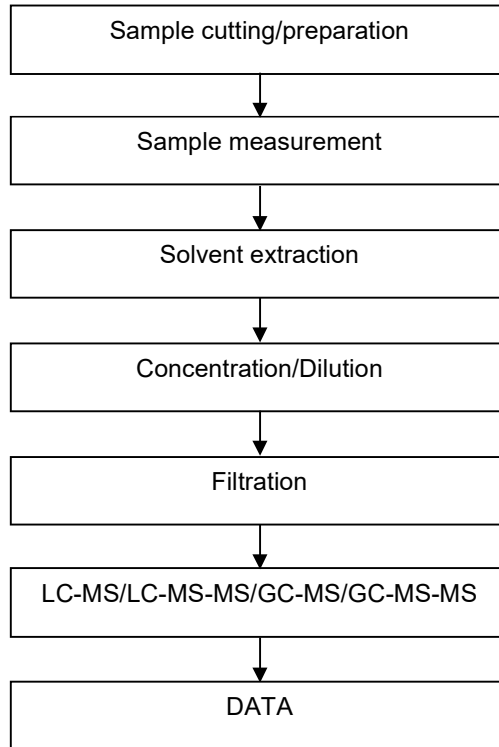 Sample cutting/preparation
Sample measurement
Solvent extraction
Concentration/Dilution
Filtration
LC-MS/LC-MS-MS/GC-MS/GC-MS-MS
DATA